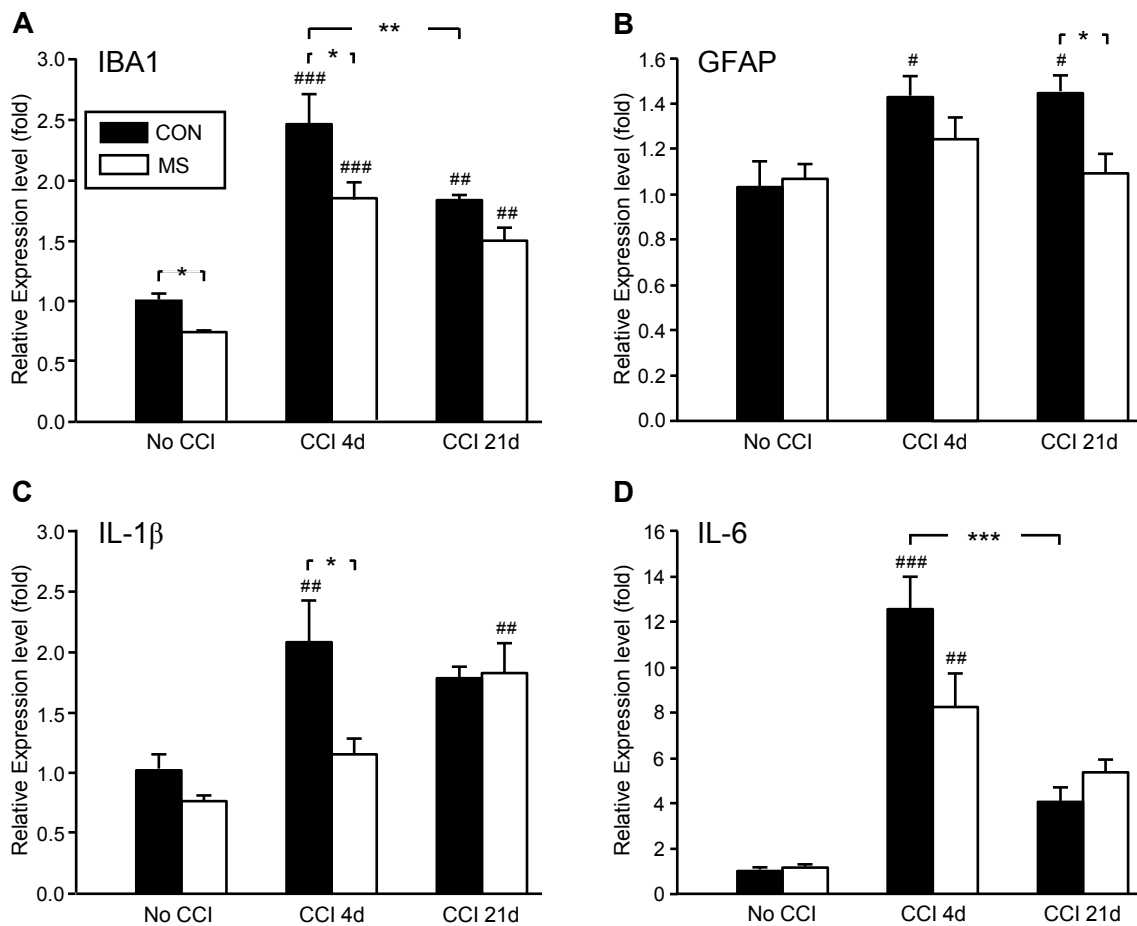 A
IBA1
**
*
###
###
##
##
*
CON
MS
Relative Expression level (fold)
3.0
2.5
2.0
1.5
1.0
0.5
0.0
No CCI
CCI 4d
CCI 21d
B
GFAP
#
#
*
Relative Expression level (fold)
1.6
1.4
1.2
1.0
0.8
0.6
0.4
0.2
0.0
No CCI
CCI 4d
CCI 21d
C
IL-1β
*
##
##
Relative Expression level (fold)
3.0
2.5
2.0
1.5
1.0
0.5
0.0
No CCI
CCI 4d
CCI 21d
D
IL-6
***
###
##
Relative Expression level (fold)
16
14
12
10
8
6
4
2
0
No CCI
CCI 4d
CCI 21d